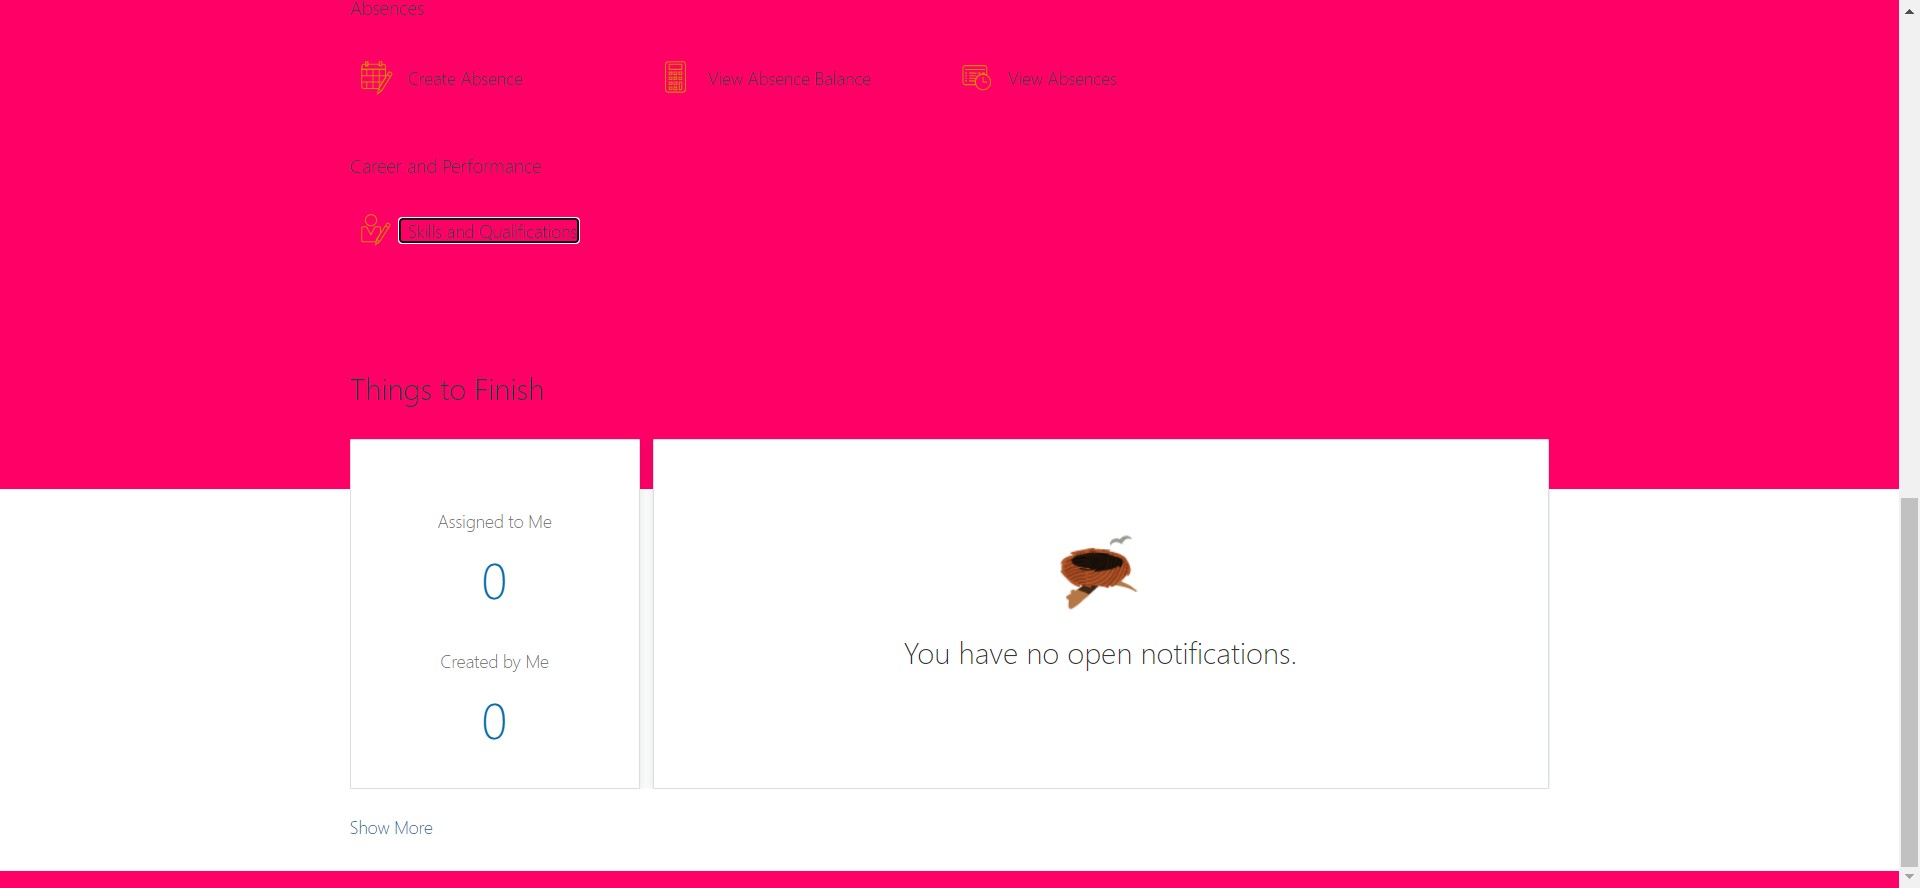 Absences
Create Absence
View Absence Balance
View Absences
Career and Performance
Skills and Qualifications
Things to Finish
Assigned to Me
0
Created by Me
0
You have no open notifications.
Show More